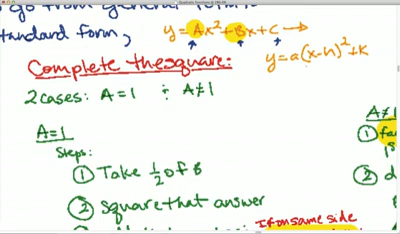 go from general form
standard form,
y = Ax² + Bx + C →
y = a(x-h)² + k
Complete the square:
2 cases: A = 1 ; A ≠ 1
A = 1
Steps:
① Take ½ of B
② Square that answer
A ≠ 1
①
②
If on same side